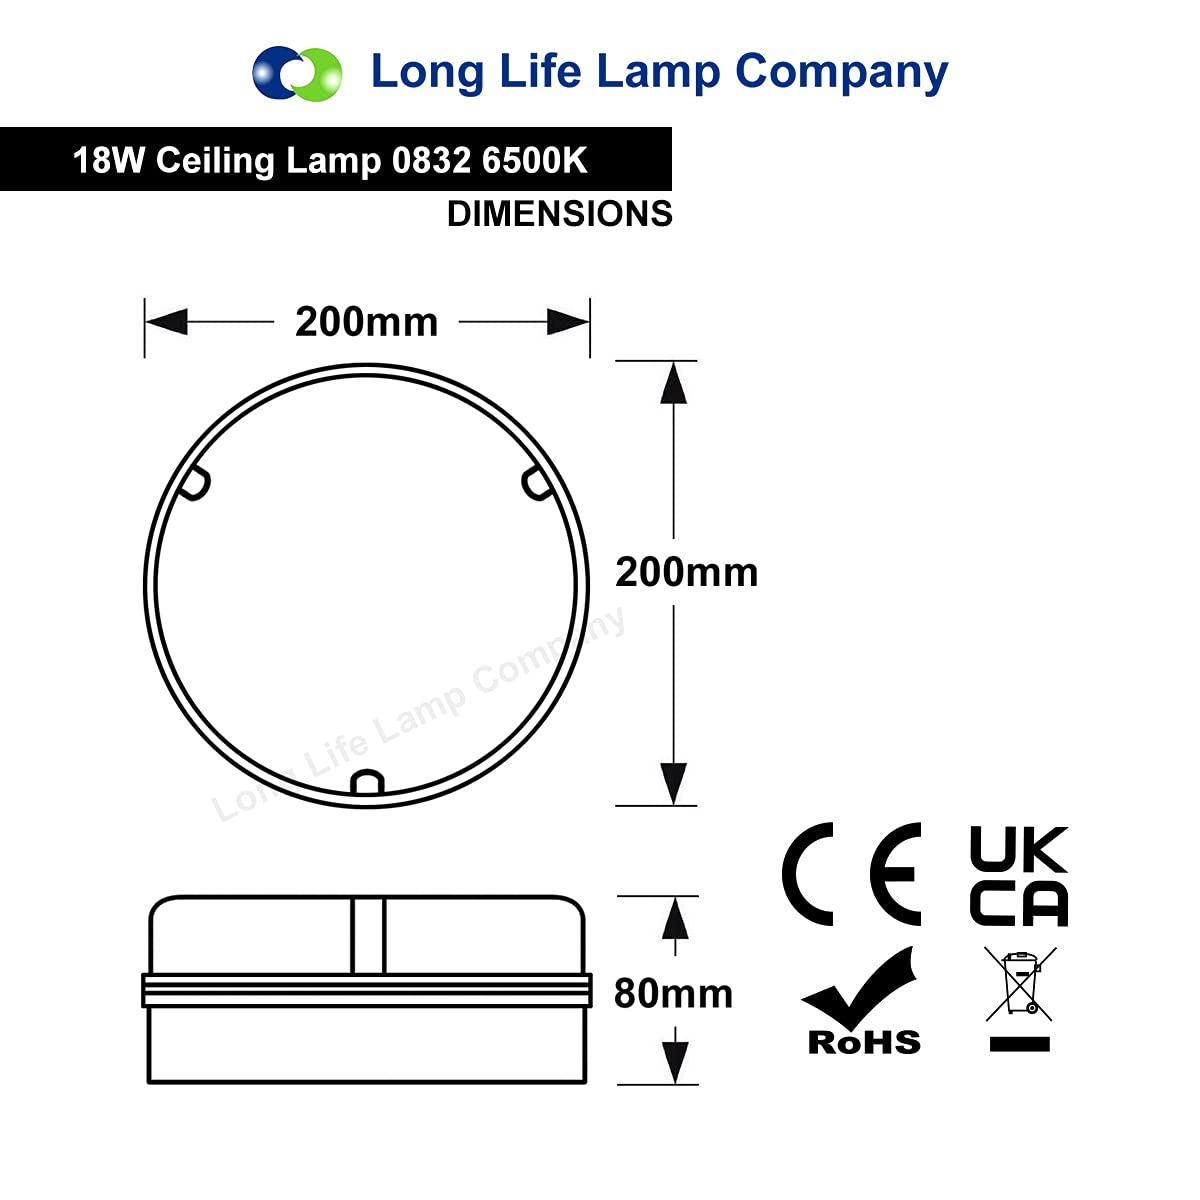 Long Life Lamp Company
18W Ceiling Lamp 0832 6500K
DIMENSIONS
200mm
200mm
Long Life Lamp Company
80mm
CE
UK
CA
RoHS